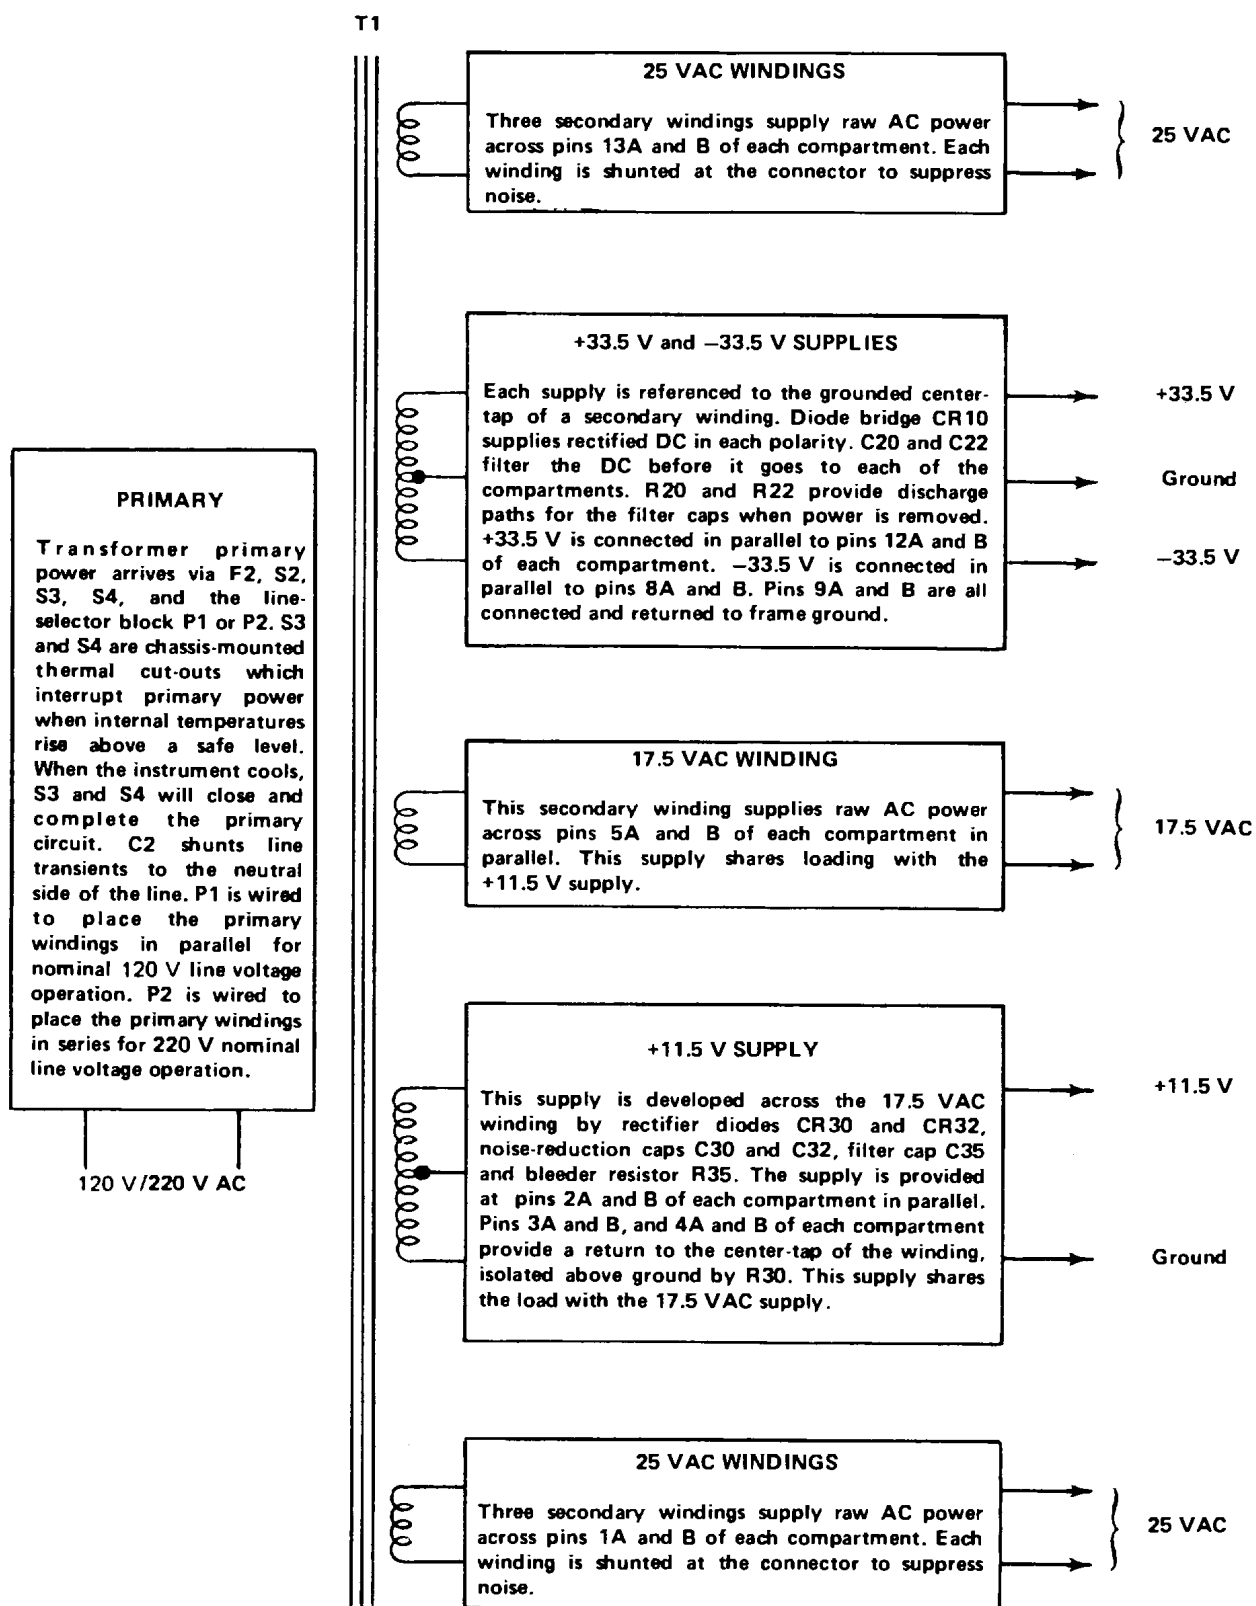 T1
25 VAC WINDINGS
Three secondary windings supply raw AC power
across pins 13A and B of each compartment. Each
winding is shunted at the connector to suppress
noise.
25 VAC
+33.5 V and −33.5 V SUPPLIES
Each supply is referenced to the grounded center-
tap of a secondary winding. Diode bridge CR10
supplies rectified DC in each polarity. C20 and C22
filter the DC before it goes to each of the
compartments. R20 and R22 provide discharge
paths for the filter caps when power is removed.
+33.5 V is connected in parallel to pins 12A and B
of each compartment. −33.5 V is connected in
parallel to pins 8A and B. Pins 9A and B are all
connected and returned to frame ground.
+33.5 V
Ground
−33.5 V
PRIMARY
Transformer primary
power arrives via F2, S2,
S3, S4, and the line-
selector block P1 or P2. S3
and S4 are chassis-mounted
thermal cut-outs which
interrupt primary power
when internal temperatures
rise above a safe level.
When the instrument cools,
S3 and S4 will close and
complete the primary
circuit. C2 shunts line
transients to the neutral
side of the line. P1 is wired
to place the primary
windings in parallel for
nominal 120 V line voltage
operation. P2 is wired to
place the primary windings
in series for 220 V nominal
line voltage operation.
120 V/220 V AC
17.5 VAC WINDING
This secondary winding supplies raw AC power
across pins 5A and B of each compartment in
parallel. This supply shares loading with the
+11.5 V supply.
17.5 VAC
+11.5 V SUPPLY
This supply is developed across the 17.5 VAC
winding by rectifier diodes CR30 and CR32,
noise-reduction caps C30 and C32, filter cap C35
and bleeder resistor R35. The supply is provided
at pins 2A and B of each compartment in parallel.
Pins 3A and B, and 4A and B of each compartment
provide a return to the center-tap of the winding,
isolated above ground by R30. This supply shares
the load with the 17.5 VAC supply.
+11.5 V
Ground
25 VAC WINDINGS
Three secondary windings supply raw AC power
across pins 1A and B of each compartment. Each
winding is shunted at the connector to suppress
noise.
25 VAC